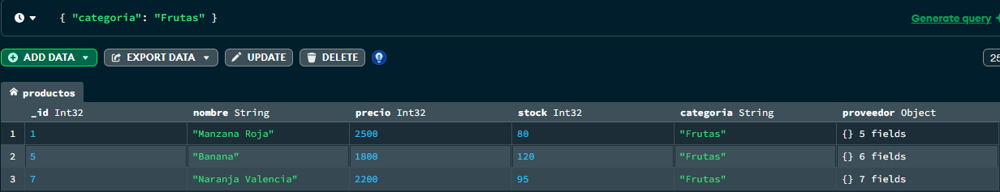 { "categoria": "Frutas" }
Generate query
ADD DATA EXPORT DATA UPDATE DELETE 25
productos
_id Int32 nombre String precio Int32 stock Int32 categoria String proveedor Object
1 1 "Manzana Roja" 2500 80 "Frutas" {} 5 fields
2 5 "Banana" 1800 120 "Frutas" {} 6 fields
3 7 "Naranja Valencia" 2200 95 "Frutas" {} 7 fields